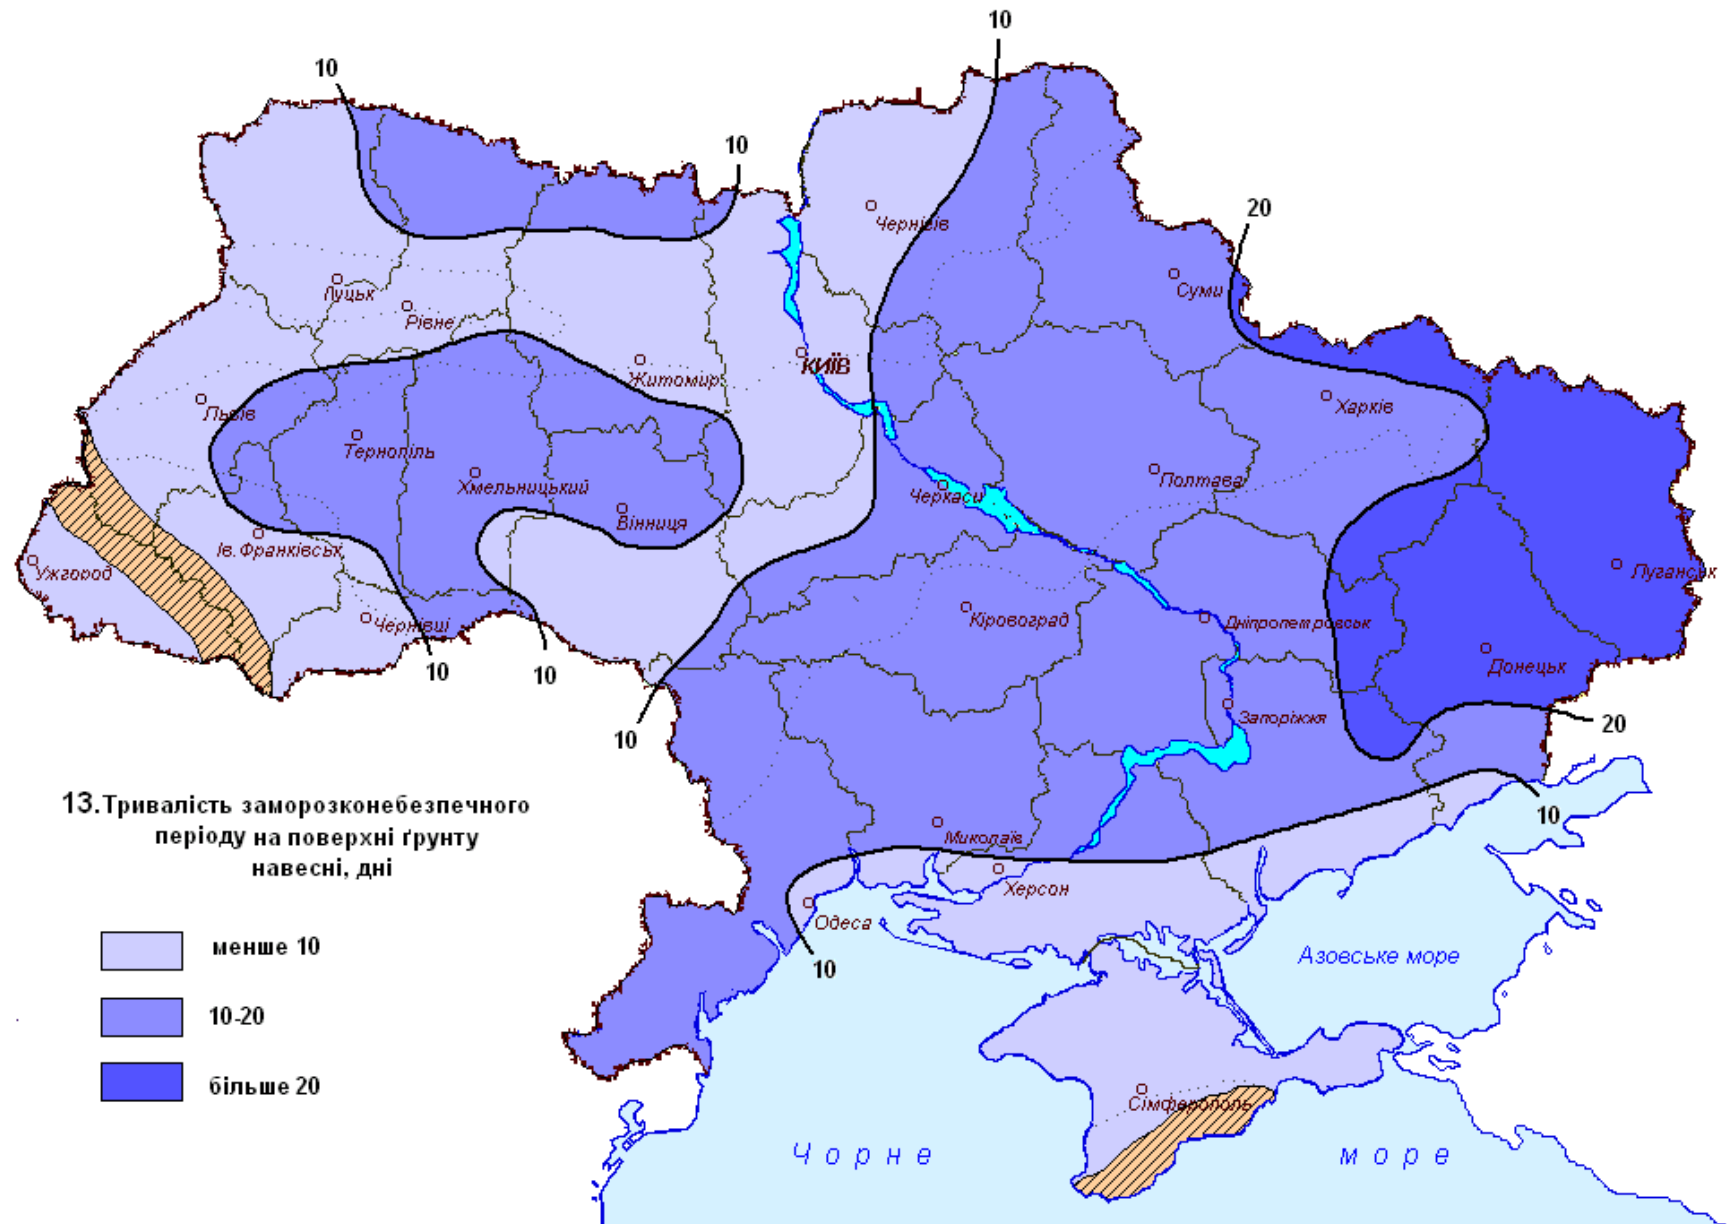 10
10
10
20
Чернігів
Суми
Луцьк
Рівне
КИЇВ
Житомир
Львів
Харків
Тернопіль
Хмельницький
Полтава
Черкаси
Вінниця
Ів.Франківськ
Ужгород
Луганськ
Чернівці
Кіровоград
Дніпропетровськ
Донецьк
10
10
10
Запоріжжя
20
13.Тривалість заморозконебезпечного
періоду на поверхні ґрунту
навесні, дні
10
Миколаїв
Херсон
Одеса
10
менше 10
Азовське море
10-20
більше 20
Сімферополь
Чорне море